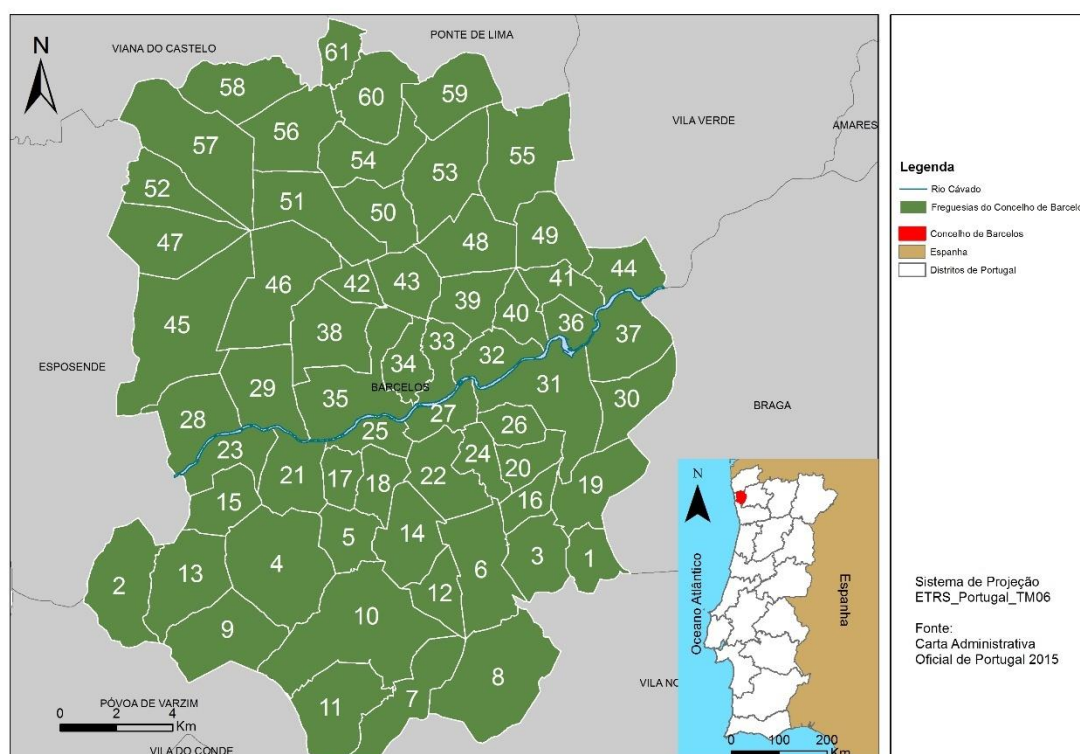 VIANA DO CASTELO
PONTE DE LIMA
N
61
58
60
59
VILA VERDE
AMARES
57
56
54
53
55
52
51
50
47
49
48
44
46
42
43
41
39
40
36
45
38
33
37
34
32
ESPOSENDE
BARCELOS
31
29
35
30
BRAGA
28
27
25
26
23
24
21
17
18
22
20
19
15
16
14
5
4
3
1
2
13
6
12
10
9
8
7
11
PÓVOA DE VARZIM
VILA NO
0 2 4
Km
VILA DO CONDE
N
Oceano Atlântico
Espanha
0 100 200
Km
Legenda
Rio Cávado
Freguesias do Concelho de Barcelo
Concelho de Barcelos
Espanha
Distritos de Portugal
Sistema de Projeção
ETRS_Portugal_TM06
Fonte:
Carta Administrativa
Oficial de Portugal 2015